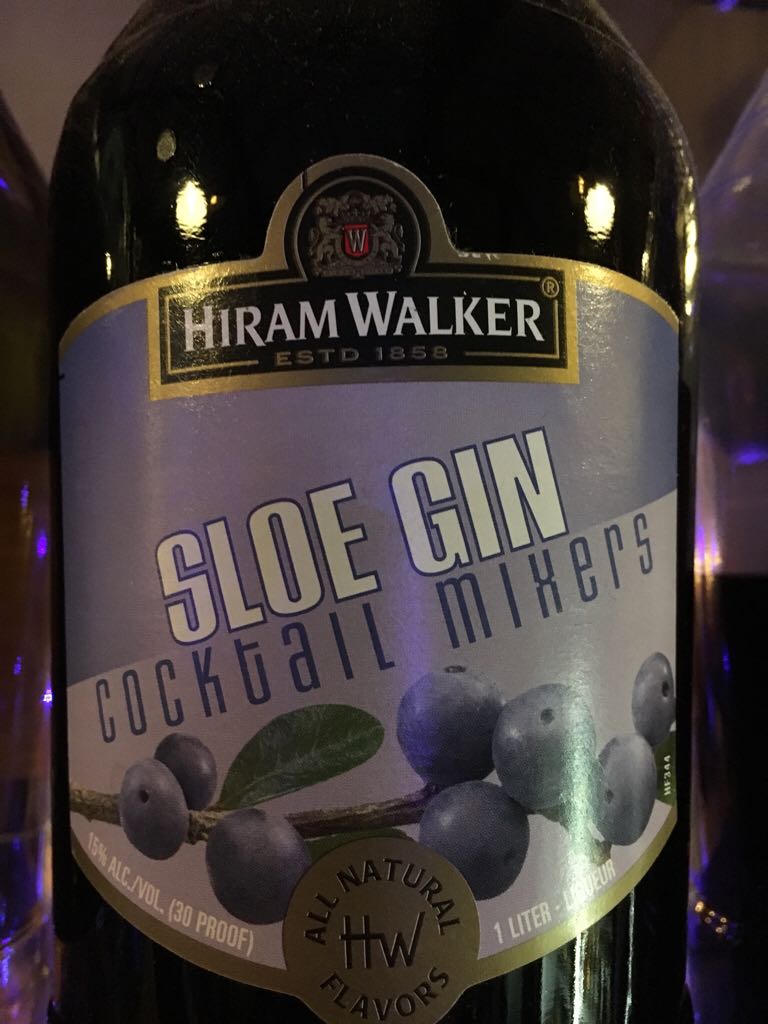 W
HIRAM WALKER®
ESTD 1858
SLOE GIN
cocktail mixers
HF344
15% ALC./VOL. (30 PROOF)
1 LITER - LIQUEUR
ALL NATURAL
HW
FLAVORS